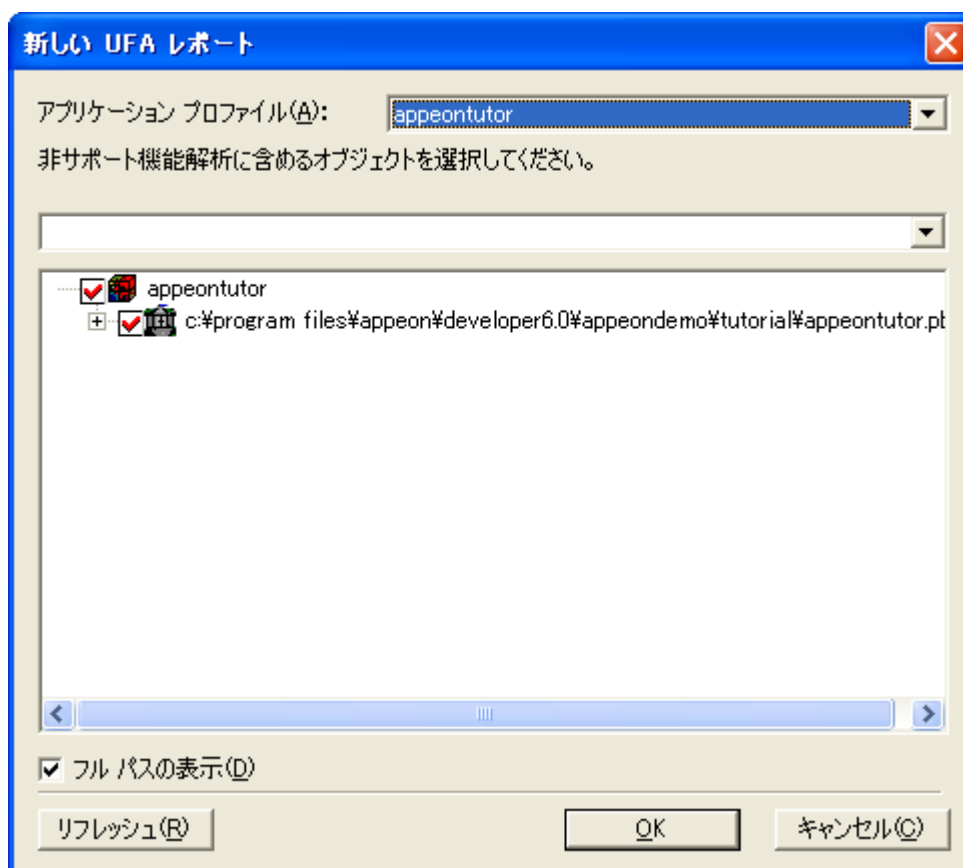 新しい UFA レポート
アプリケーション プロファイル(A): appeontutor
非サポート機能解析に含めるオブジェクトを選択してください。
appeontutor
c:¥program files¥appeon¥developer6.0¥appeondemo¥tutorial¥appeontutor.pb
フル パスの表示(D)
リフレッシュ(R) OK キャンセル(C)